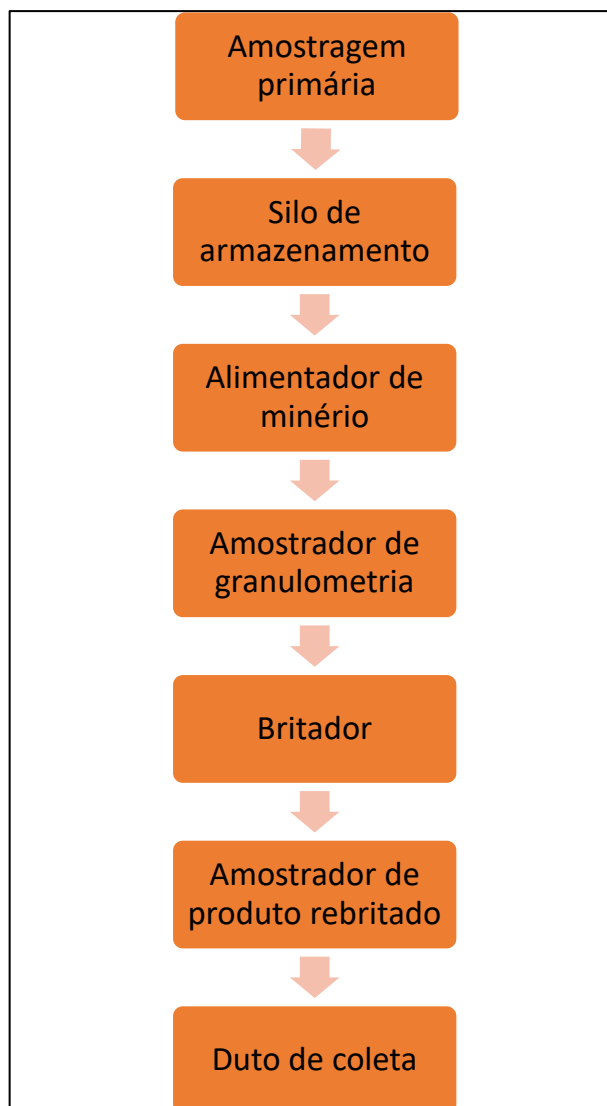 Amostragem
primária
Silo de
armazenamento
Alimentador de
minério
Amostrador de
granulometria
Britador
Amostrador de
produto rebritado
Duto de coleta